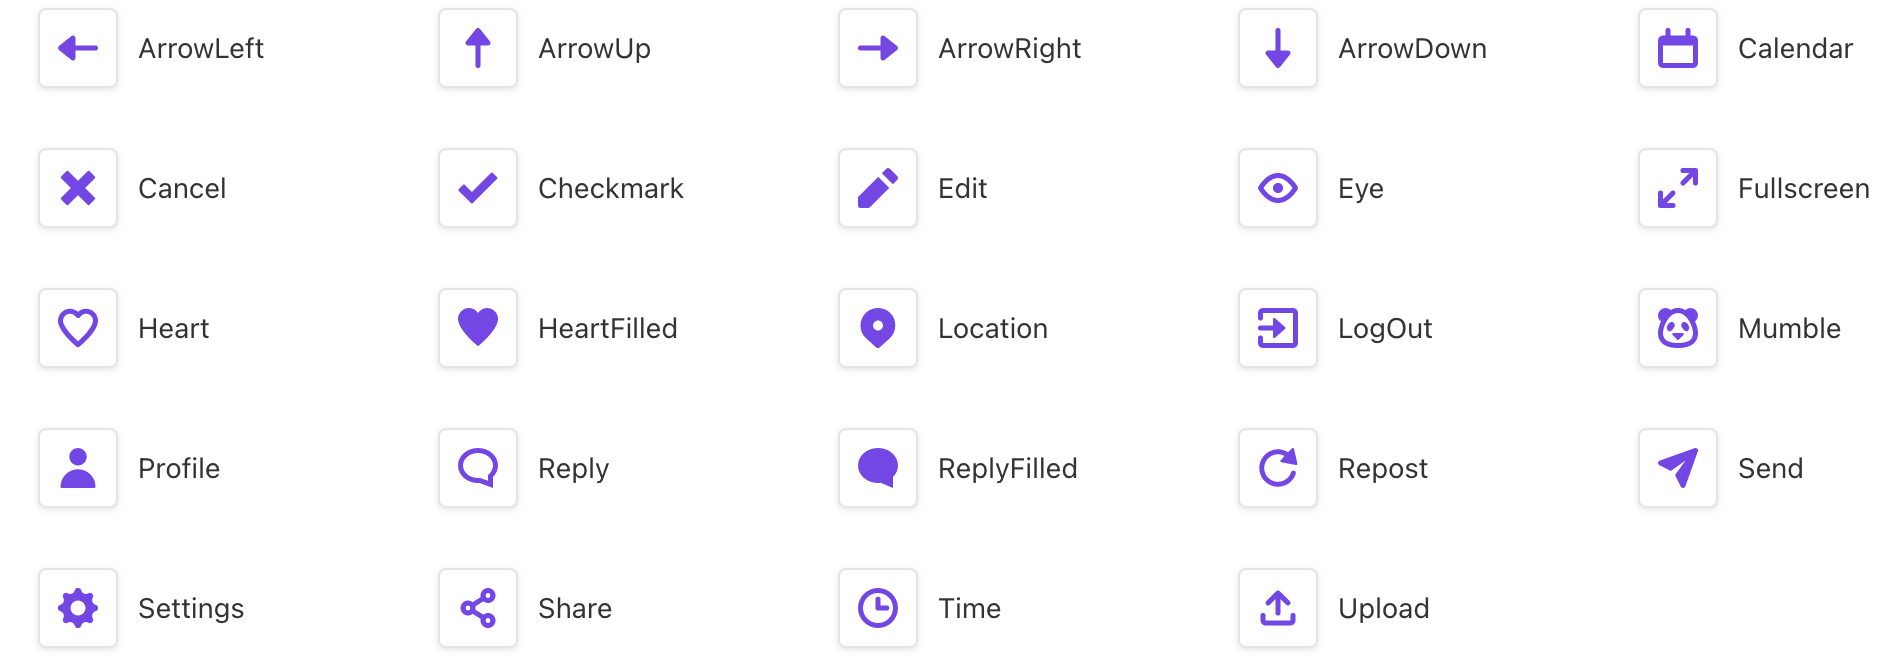 ArrowLeft
ArrowUp
ArrowRight
ArrowDown
Calendar
Cancel
Checkmark
Edit
Eye
Fullscreen
Heart
HeartFilled
Location
LogOut
Mumble
Profile
Reply
ReplyFilled
Repost
Send
Settings
Share
Time
Upload